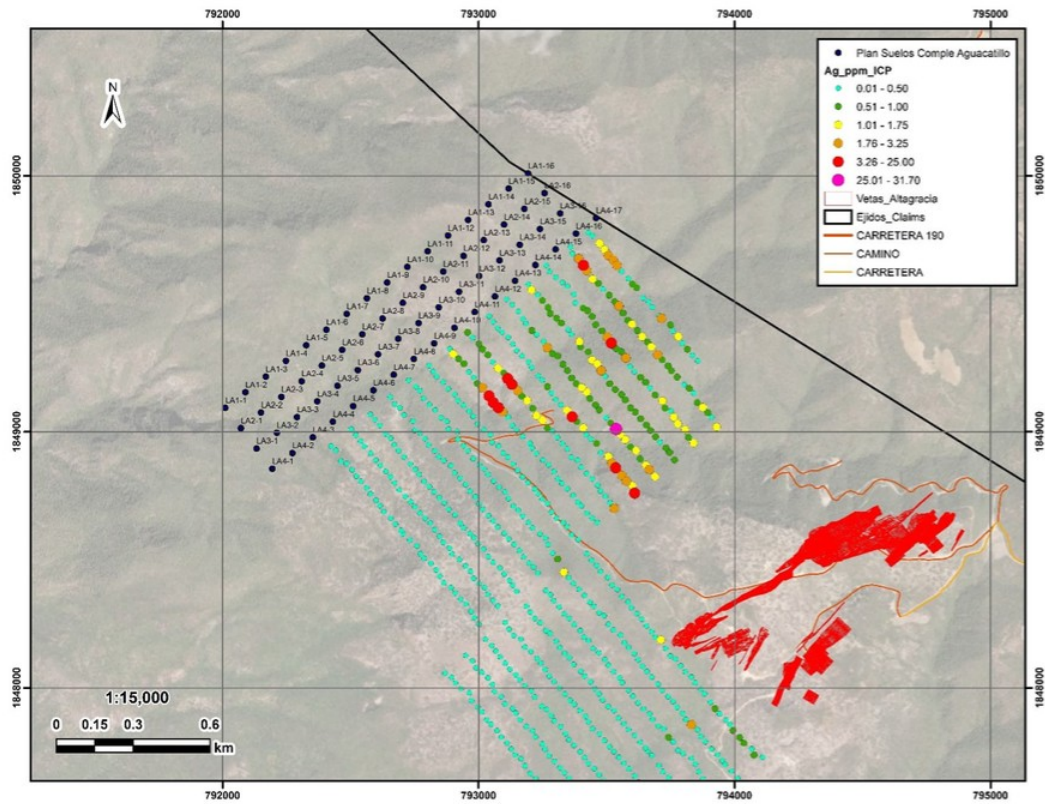 792000 793000 794000 795000
N
Plan Suelos Comple Aguacatillo
Ag_ppm_ICP
0.01 - 0.50
0.51 - 1.00
1.01 - 1.75
1.76 - 3.25
3.26 - 25.00
25.01 - 31.70
Vetas_Altagracia
Ejidos_Claims
CARRETERA 190
CAMINO
CARRETERA
1850000 1850000
LA1-16
LA1-15
LA1-14
LA1-13
LA1-12
LA1-11
LA1-10
LA1-9
LA1-8
LA1-7
LA1-6
LA1-5
LA1-4
LA1-3
LA1-2
LA1-1
LA2-15
LA2-14
LA2-13
LA2-12
LA2-11
LA2-10
LA2-9
LA2-8
LA2-7
LA2-6
LA2-5
LA2-4
LA2-3
LA2-2
LA2-1
LA3-15
LA3-14
LA3-13
LA3-12
LA3-11
LA3-10
LA3-9
LA3-8
LA3-7
LA3-6
LA3-5
LA3-4
LA3-3
LA3-2
LA3-1
LA4-17
LA4-16
LA4-15
LA4-14
LA4-13
LA4-12
LA4-11
LA4-10
LA4-9
LA4-8
LA4-7
LA4-6
LA4-5
LA4-4
LA4-3
LA4-2
LA4-1
1849000 1849000
1848000 1848000
1:15,000
0 0.15 0.3 0.6
km
792000 793000 794000 795000